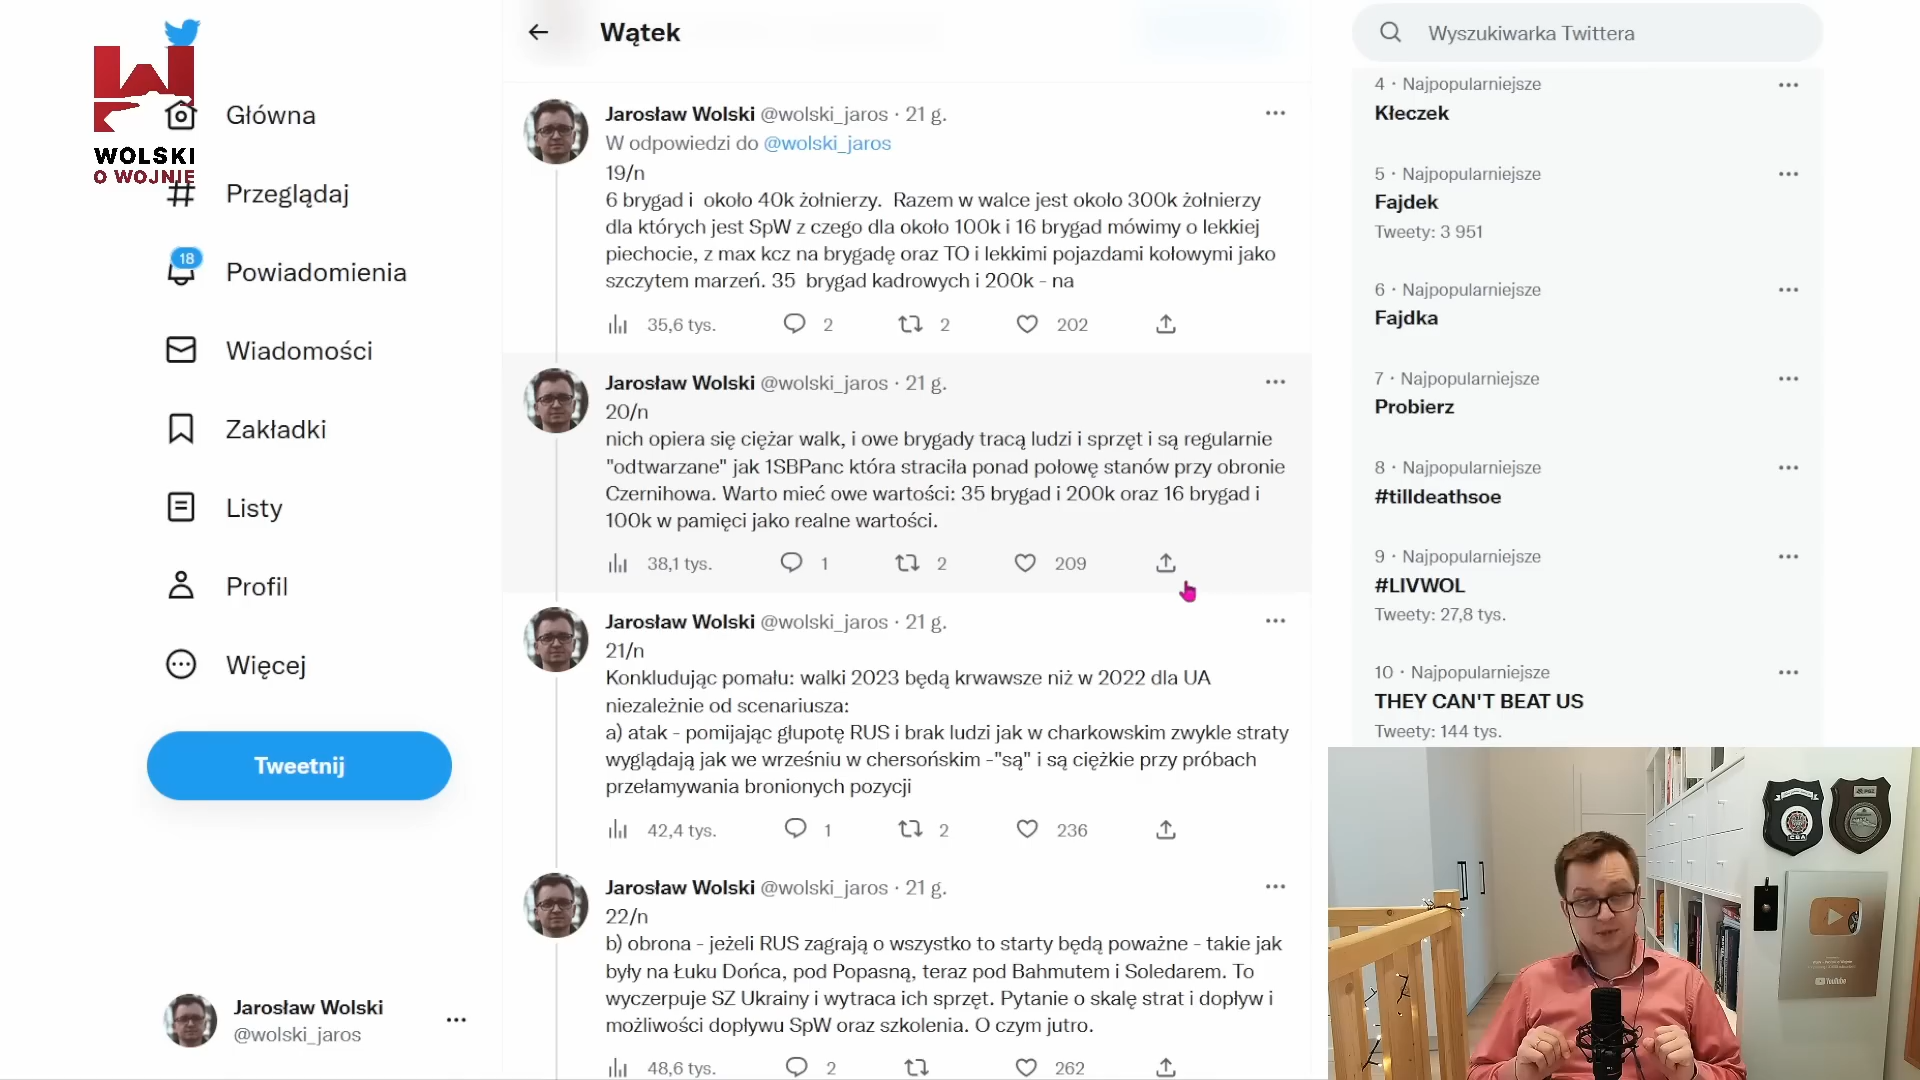 WOLSKI
O WOJNIE
Główna
Przeglądaj
18
Powiadomienia
Wiadomości
Zakładki
Listy
Profil
Więcej
Tweetnij
Jarosław Wolski
@wolski_jaros
Wątek
Jarosław Wolski @wolski_jaros · 21 g.
W odpowiedzi do @wolski_jaros
19/n
6 brygad i około 40k żołnierzy. Razem w walce jest około 300k żołnierzy
dla których jest SpW z czego dla około 100k i 16 brygad mówimy o lekkiej
piechocie, z max kcz na brygadę oraz TO i lekkimi pojazdami kołowymi jako
szczytem marzeń. 35 brygad kadrowych i 200k - na
35,6 tys. 2 2 202
Jarosław Wolski @wolski_jaros · 21 g.
20/n
nich opiera się ciężar walk, i owe brygady tracą ludzi i sprzęt i są regularnie
"odtwarzane" jak 1SBPanc która straciła ponad połowę stanów przy obronie
Czernihowa. Warto mieć owe wartości: 35 brygad i 200k oraz 16 brygad i
100k w pamięci jako realne wartości.
38,1 tys. 1 2 209
Jarosław Wolski @wolski_jaros · 21 g.
21/n
Konkludując pomału: walki 2023 będą krwawsze niż w 2022 dla UA
niezależnie od scenariusza:
a) atak - pomijając głupotę RUS i brak ludzi jak w charkowskim zwykle straty
wyglądają jak we wrześniu w chersońskim -"są" i są ciężkie przy próbach
przełamywania bronionych pozycji
42,4 tys. 1 2 236
Jarosław Wolski @wolski_jaros · 21 g.
22/n
b) obrona - jeżeli RUS zagrają o wszystko to starty będą poważne - takie jak
były na Łuku Dońca, pod Popasną, teraz pod Bahmutem i Soledarem. To
wyczerpuje SZ Ukrainy i wytraca ich sprzęt. Pytanie o skalę strat i dopływ i
możliwości dopływu SpW oraz szkolenia. O czym jutro.
48,6 tys. 2 262
Wyszukiwarka Twittera
4 · Najpopularniejsze
Kłeczek
5 · Najpopularniejsze
Fajdek
Tweety: 3 951
6 · Najpopularniejsze
Fajdka
7 · Najpopularniejsze
Probierz
8 · Najpopularniejsze
#tilldeathsoe
9 · Najpopularniejsze
#LIVWOL
Tweety: 27,8 tys.
10 · Najpopularniejsze
THEY CAN'T BEAT US
Tweety: 144 tys.
YouTube